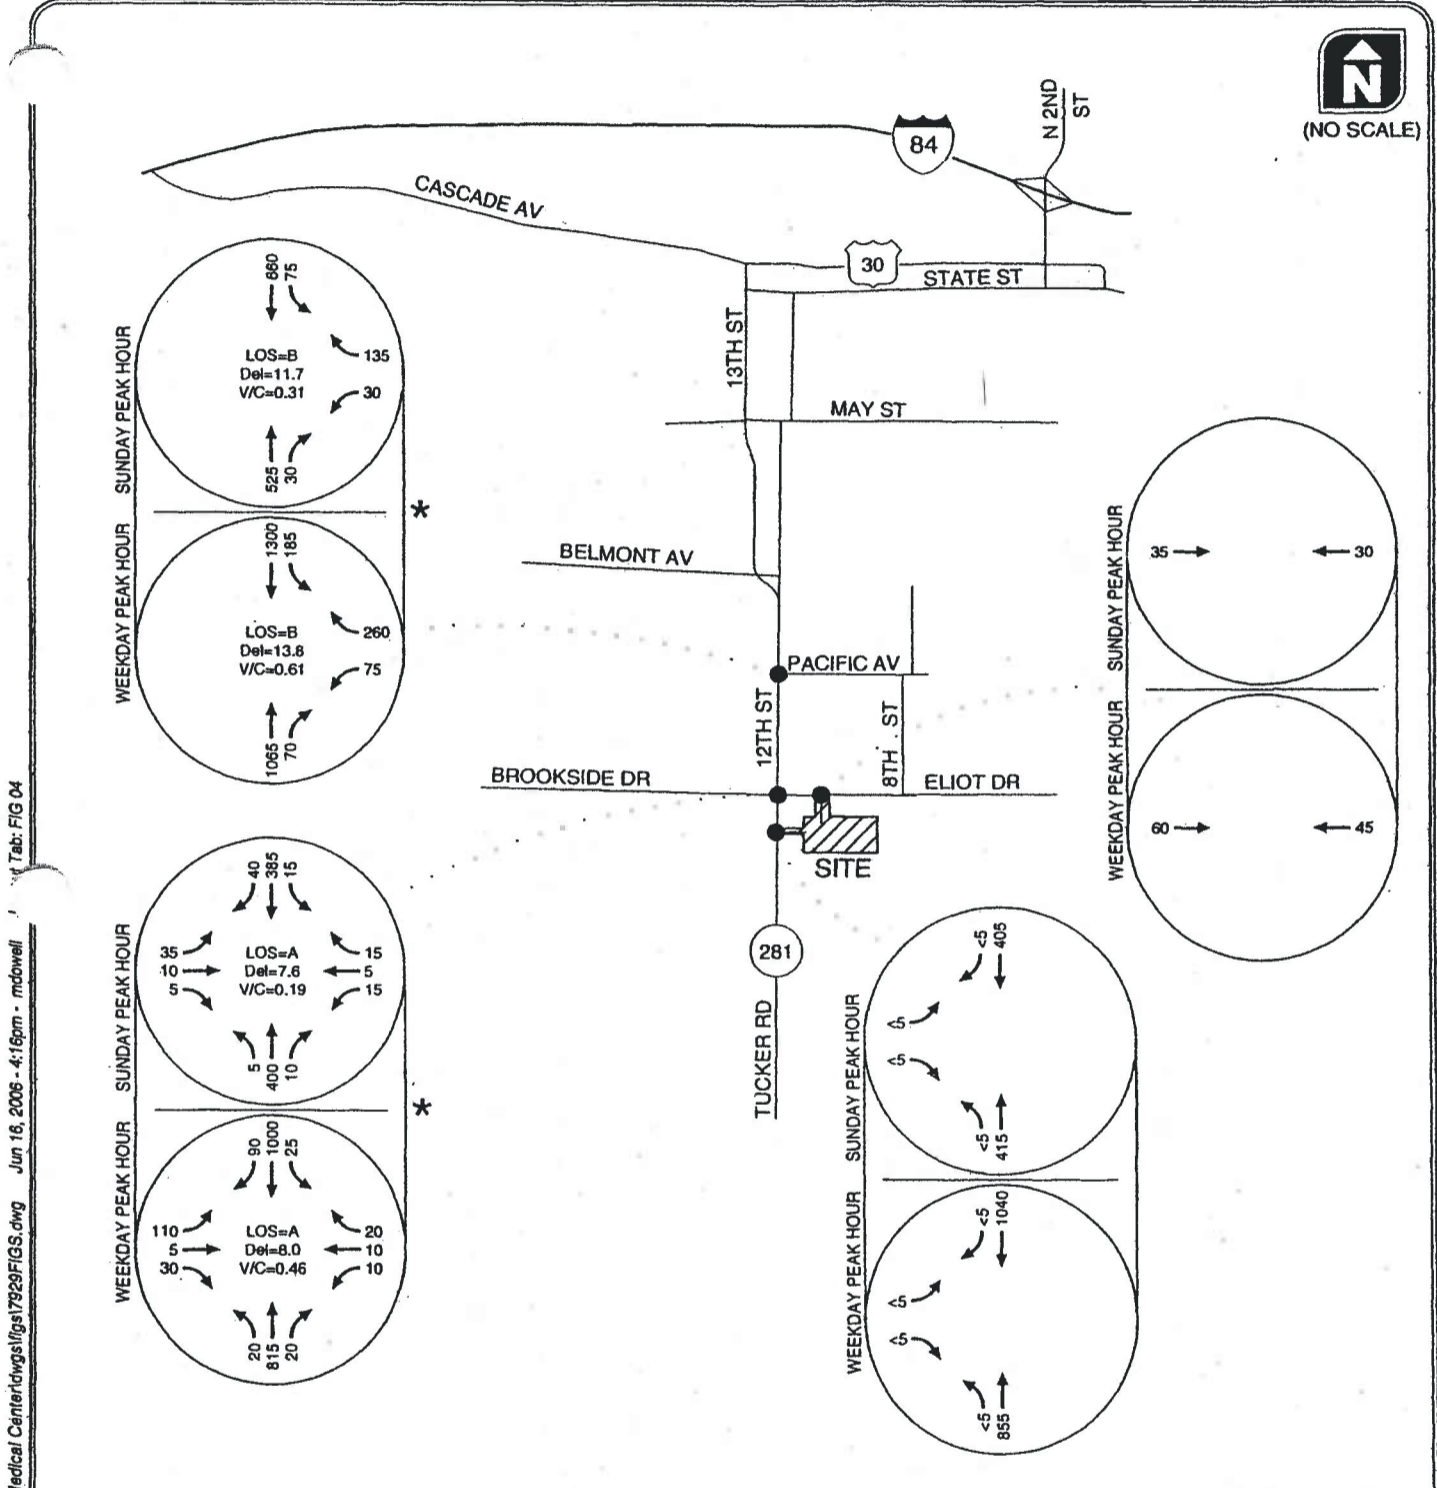 N
(NO SCALE)
N 2ND
ST
84
CASCADE AV
30
STATE ST
13TH ST
MAY ST
BELMONT AV
PACIFIC AV
12TH ST
8TH ST
BROOKSIDE DR
ELIOT DR
SITE
281
TUCKER RD
SUNDAY PEAK HOUR
660
75
LOS=B
Del=11.7
V/C=0.31
135
30
525
30
WEEKDAY PEAK HOUR
1300
185
LOS=B
Del=13.8
V/C=0.61
260
75
1065
70
*
SUNDAY PEAK HOUR
40
385
15
35
10
5
LOS=A
Del=7.6
V/C=0.19
15
5
15
5
400
10
WEEKDAY PEAK HOUR
90
1000
25
110
5
30
LOS=A
Del=8.0
V/C=0.46
20
10
10
20
815
20
*
SUNDAY PEAK HOUR
35
30
WEEKDAY PEAK HOUR
60
45
SUNDAY PEAK HOUR
<5
405
<5
<5
<5
415
WEEKDAY PEAK HOUR
<5
1040
<5
<5
<5
855
edical Center\dwgs\figs\7929FIGS.dwg Jun 16, 2006 - 4:16pm - mdowell Tab: FIG 04